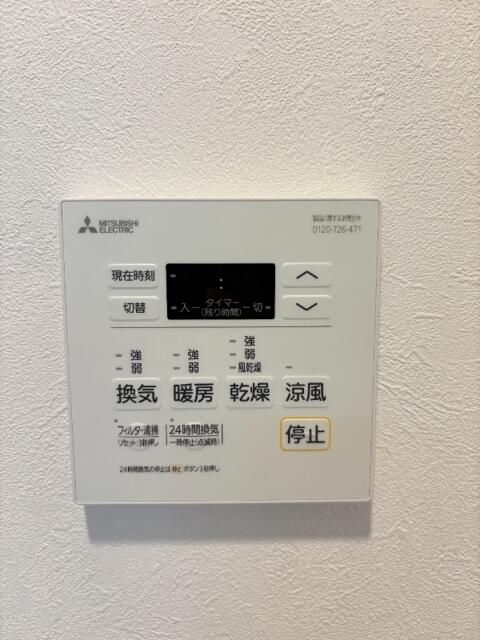 MITSUBISHI
ELECTRIC
製品に関するお問合せ
0120-726-471
現在時刻
:
切替
入 タイマー 切
(残り時間)
強
弱
強
弱
強
弱
風乾燥
換気 暖房 乾燥 涼風
フィルター清掃
リセット:3秒押し
24時間換気
一時停止(点滅時)
停止
24時間換気の停止は 停止 ボタン3秒押し